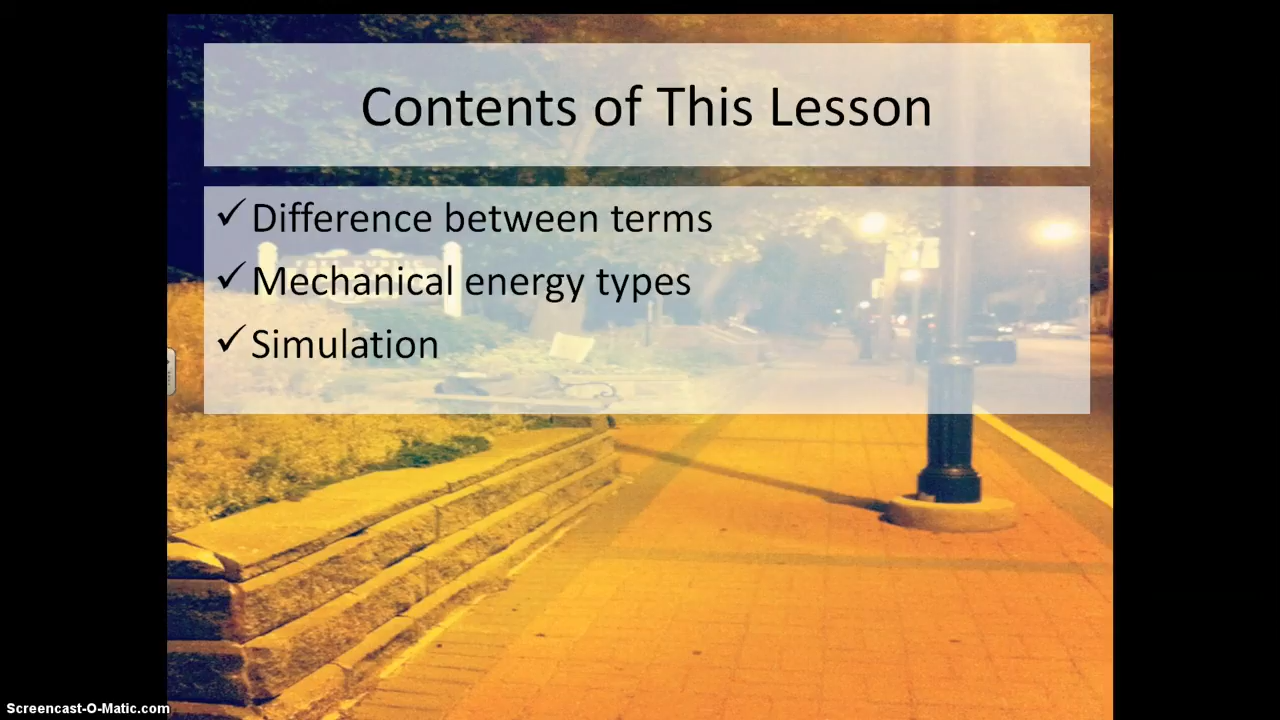 Contents of This Lesson
✓ Difference between terms
✓ Mechanical energy types
✓ Simulation
Screencast-O-Matic.com